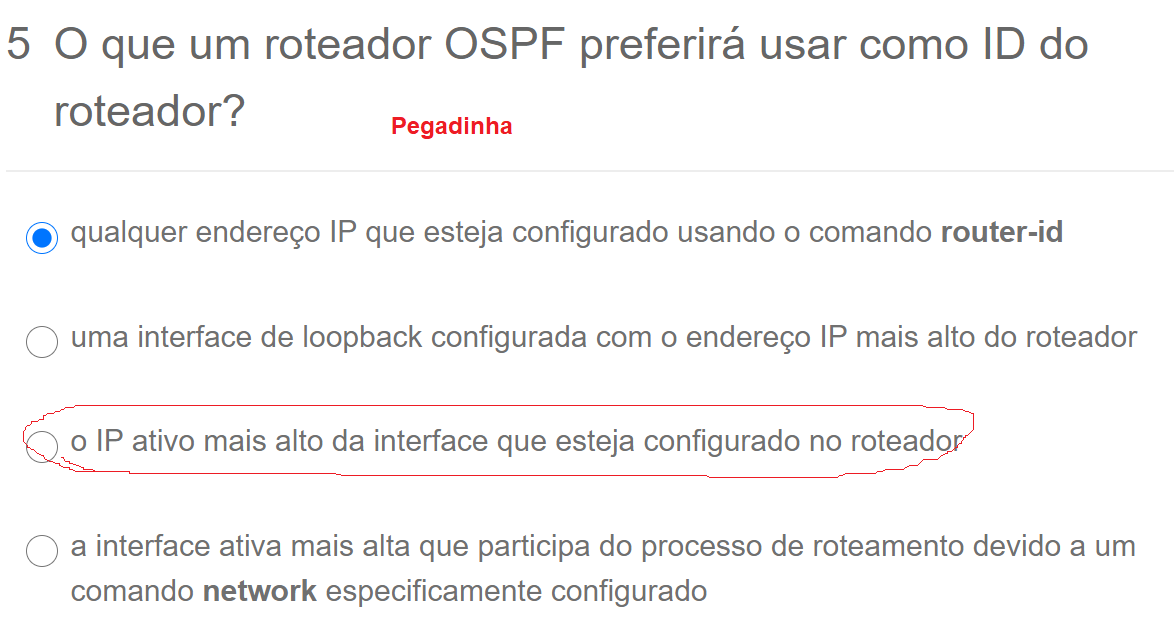 5 O que um roteador OSPF preferirá usar como ID do
roteador?
Pegadinha
qualquer endereço IP que esteja configurado usando o comando router-id
uma interface de loopback configurada com o endereço IP mais alto do roteador
o IP ativo mais alto da interface que esteja configurado no roteador
a interface ativa mais alta que participa do processo de roteamento devido a um
comando network especificamente configurado